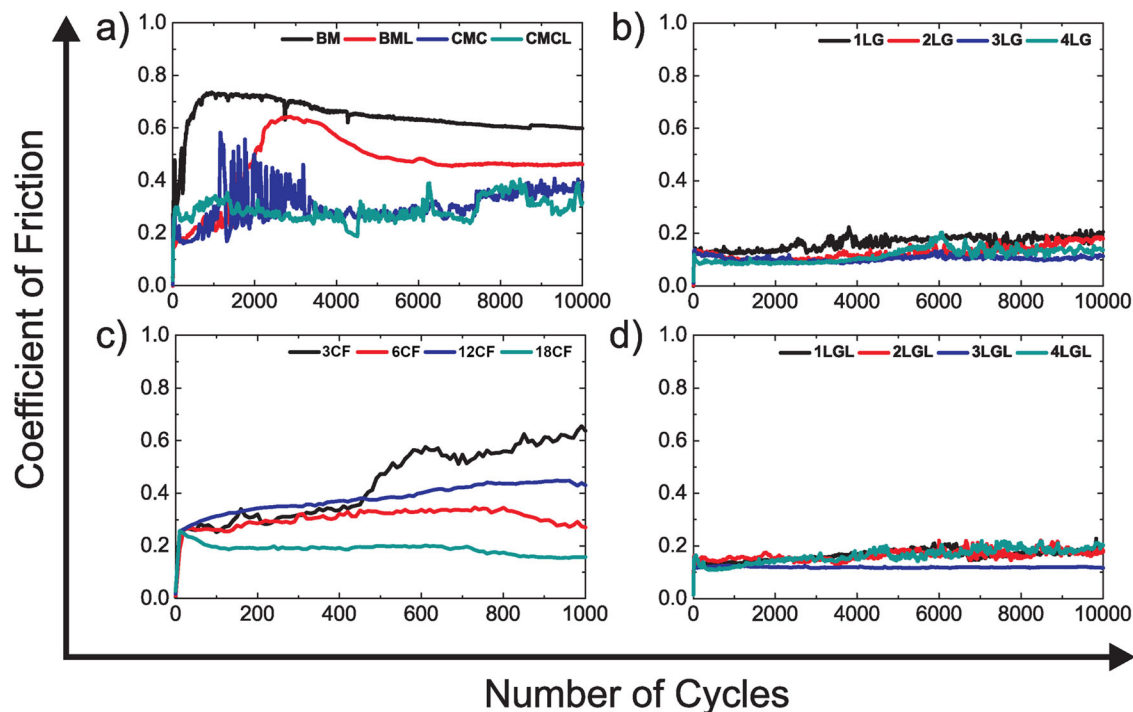 Coefficient of Friction
a)
BM BML CMC CMCL
1.0
0.8
0.6
0.4
0.2
0.0
0 2000 4000 6000 8000 10000
b)
1LG 2LG 3LG 4LG
1.0
0.8
0.6
0.4
0.2
0.0
0 2000 4000 6000 8000 10000
c)
3CF 6CF 12CF 18CF
1.0
0.8
0.6
0.4
0.2
0.0
0 200 400 600 800 1000
d)
1LGL 2LGL 3LGL 4LGL
1.0
0.8
0.6
0.4
0.2
0.0
0 2000 4000 6000 8000 10000
Number of Cycles